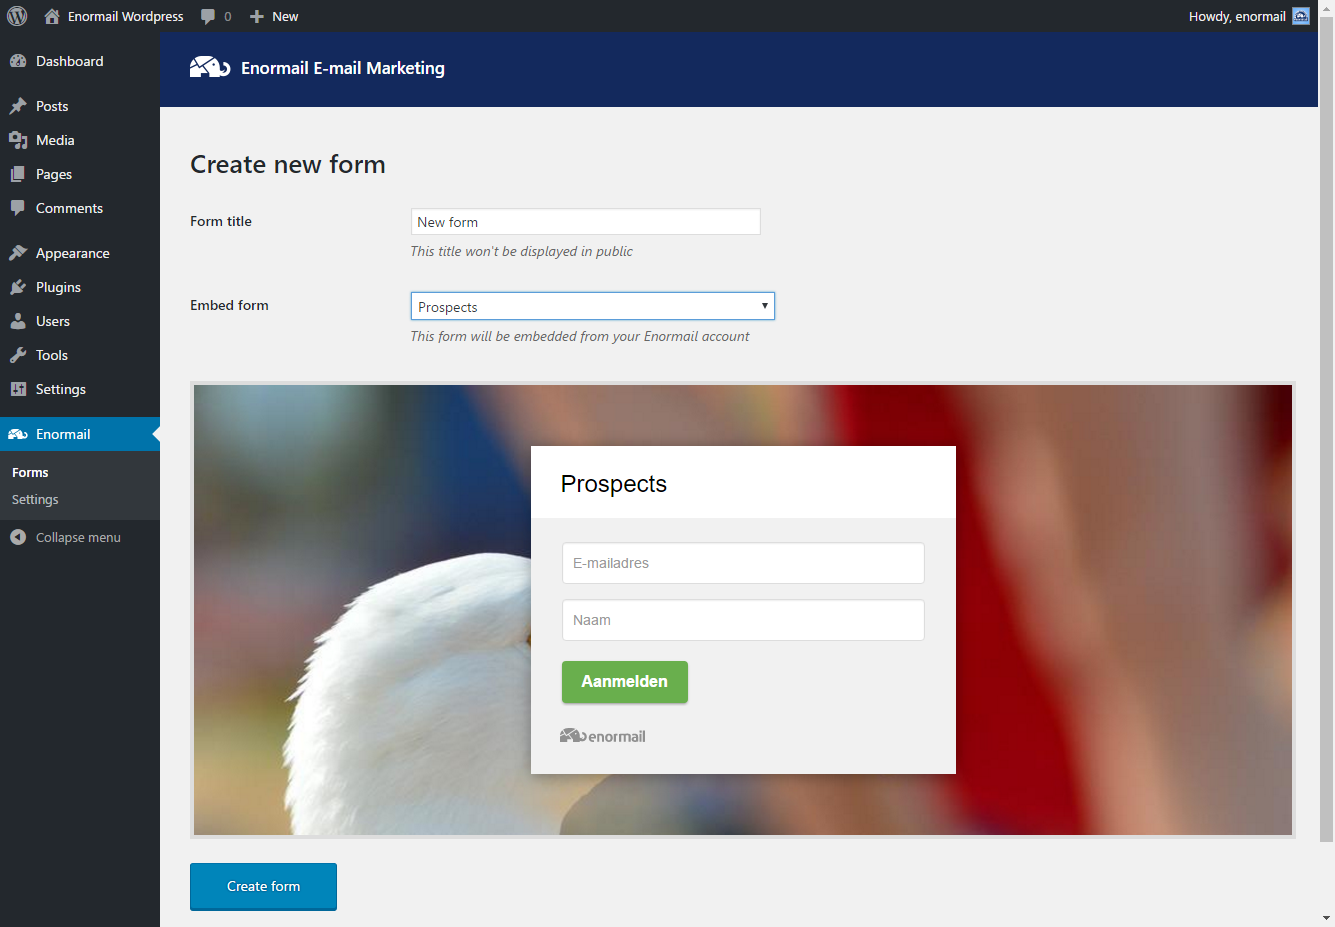 Enormail Wordpress
0
New
Howdy, enormail
Dashboard
Posts
Media
Pages
Comments
Appearance
Plugins
Users
Tools
Settings
Enormail
Forms
Settings
Collapse menu
Enormail E-mail Marketing
Create new form
Form title
New form
This title won't be displayed in public
Embed form
Prospects
This form will be embedded from your Enormail account
Prospects
E-mailadres
Naam
Aanmelden
enormail
Create form